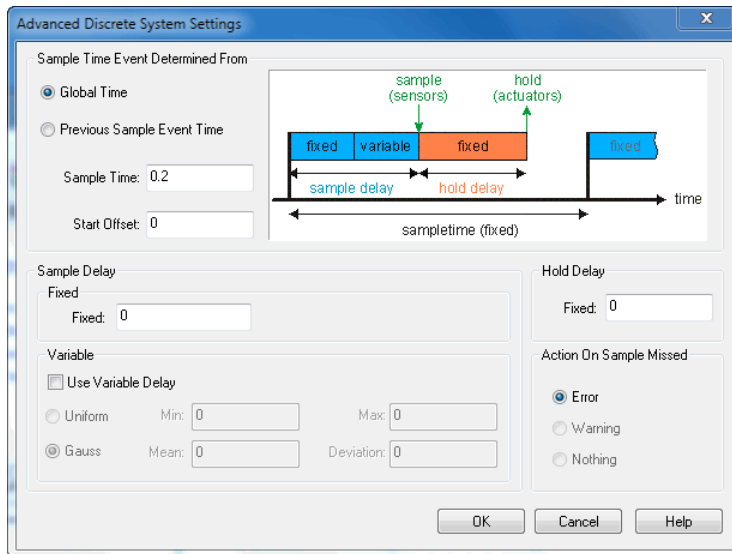 Advanced Discrete System Settings
x
Sample Time Event Determined From
Global Time
Previous Sample Event Time
Sample Time: 0.2
Start Offset: 0
sample
(sensors)
hold
(actuators)
fixed variable fixed fixed
sample delay hold delay
time
sampletime (fixed)
Sample Delay
Fixed
Fixed: 0
Hold Delay
Fixed: 0
Variable
Use Variable Delay
Uniform Min: 0 Max: 0
Gauss Mean: 0 Deviation: 0
Action On Sample Missed
Error
Warning
Nothing
OK Cancel Help